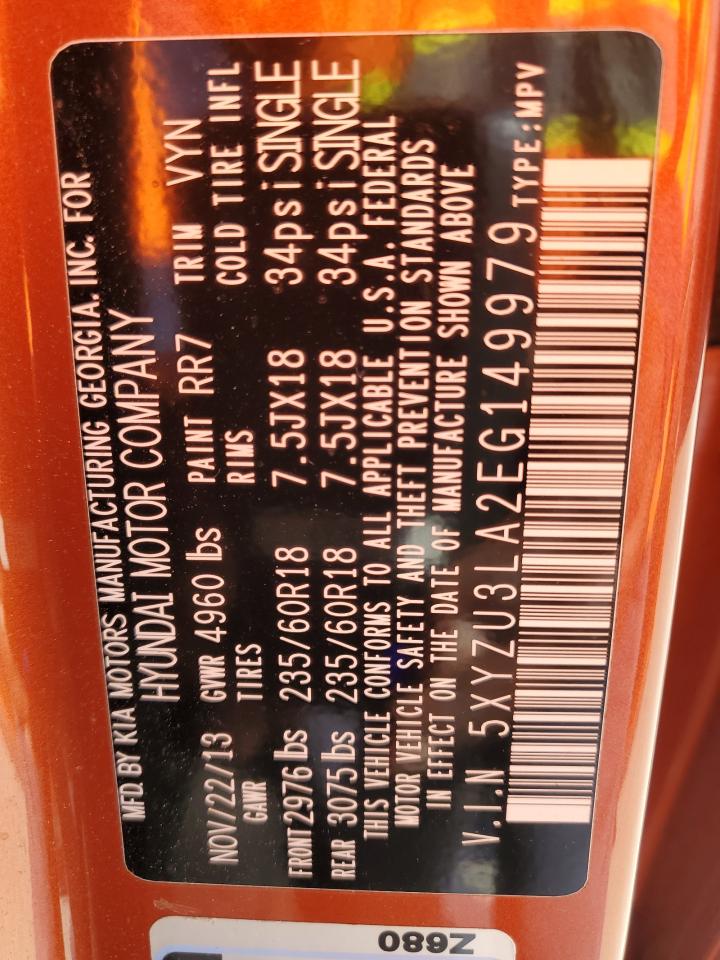 MFD. BY KIA MOTORS MANUFACTURING GEORGIA. INC. FOR
HYUNDAI MOTOR COMPANY
NOV/22/13 GVWR 4960 lbs PAINT RR7 TRIM VYN
GAWR TIRES RIMS COLD TIRE INFL
FRONT 2976 lbs 235/60R18 7.5JX18 34psi SINGLE
REAR 3075 lbs 235/60R18 7.5JX18 34psi SINGLE
THIS VEHICLE CONFORMS TO ALL APPLICABLE U.S.A. FEDERAL
MOTOR VEHICLE SAFETY AND THEFT PREVENTION STANDARDS
IN EFFECT ON THE DATE OF MANUFACTURE SHOWN ABOVE
V.I.N 5XYZU3LA2EG149979 TYPE:MPV
Z680